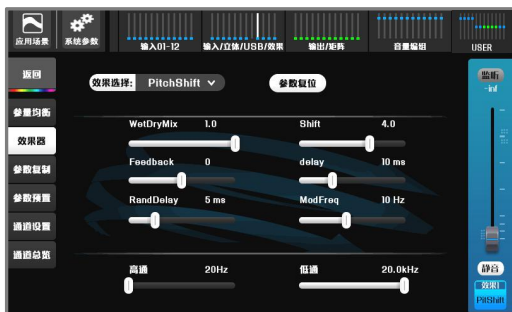 应用场景 系统参数 输入01-12 输入/立体/USB/效果 输出/矩阵 音量编组 USER
返回 效果选择: PitchShift 参数复位 监听
-inf
参量均衡 WetDryMix 1.0 Shift 4.0
效果器 Feedback 0 delay 10 ms
参数复制
参数预置 RandDelay 5 ms ModFreq 10 Hz
通道设置
通道总览 高通 20Hz 低通 20.0kHz 静音
效果1
PitShift